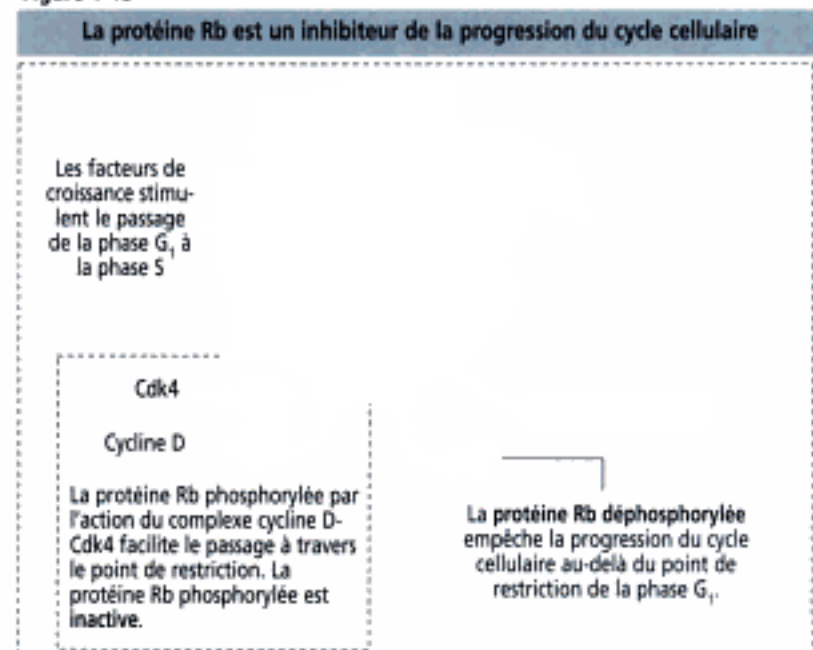 La protéine Rb est un inhibiteur de la progression du cycle cellulaire
Les facteurs de
croissance stimu-
lent le passage
de la phase G₁ à
la phase S
Cdk4
Cycline D
La protéine Rb phosphorylée par
l'action du complexe cycline D-
Cdk4 facilite le passage à travers
le point de restriction. La
protéine Rb phosphorylée est
inactive.
La protéine Rb déphosphorylée
empêche la progression du cycle
cellulaire au-delà du point de
restriction de la phase G₁.